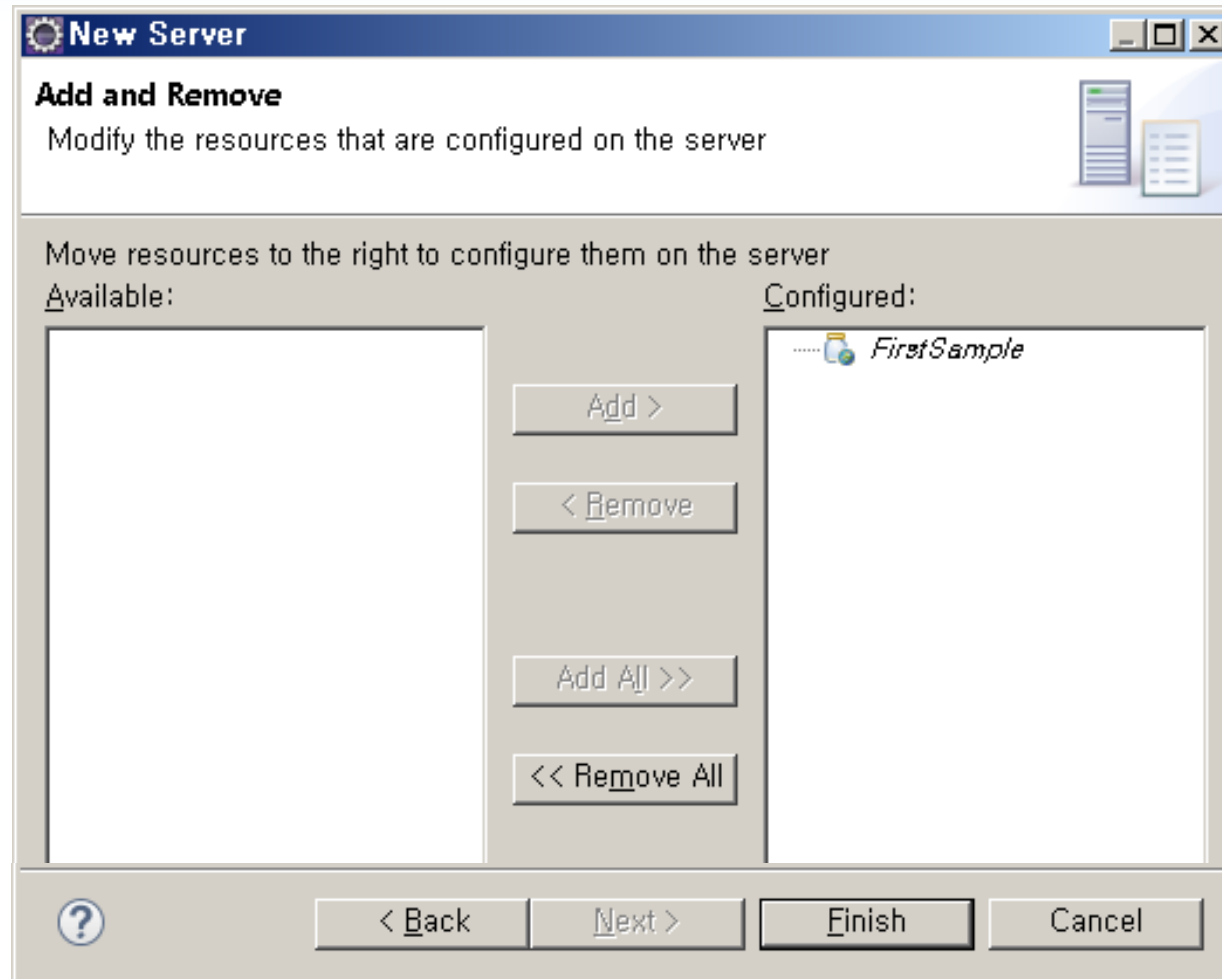 New Server
Add and Remove
Modify the resources that are configured on the server
Move resources to the right to configure them on the server
Available:
Configured:
FirstSample
Add >
< Remove
Add All >>
<< Remove All
?
< Back
Next >
Finish
Cancel